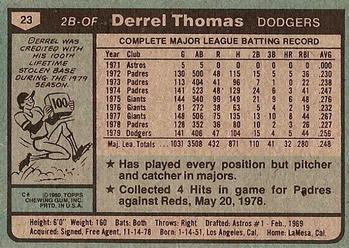 23
2B-OF Derrel Thomas DODGERS
DERREL WAS
CREDITED WITH
HIS 100TH
LIFETIME
STOLEN BASE
DURING THE 1979
SEASON.
100
C# ©1980 TOPPS
CHEWING GUM, INC.
PRTD. IN U.S.A.
COMPLETE MAJOR LEAGUE BATTING RECORD
Year Club G AB R H 2B 3B HR RBI AVG
1971 Astros 5 5 0 0 0 0 0 0 .000
1972 Padres 130 500 48 115 15 5 5 36 .230
1973 Padres 113 404 41 96 7 1 0 22 .238
1974 Padres 141 523 48 129 24 6 3 41 .247
1975 Giants 144 540 99 149 21 9 6 48 .276
1976 Giants 81 272 38 63 5 4 2 19 .232
1977 Giants 148 506 75 135 13 10 8 44 .267
1978 Padres 128 352 36 80 10 2 3 26 .227
1979 Dodgers 141 406 47 104 15 4 5 44 .256
Maj. Lea. Totals 1031 3508 432 871 110 41 32 280 .248
★ Has played every position but pitcher
and catcher in majors.
★ Collected 4 Hits in game for Padres
against Reds, May 20, 1978.
Height: 6'0" Weight: 160 Bats: Both Throws: Right Drafted: Astros #1 - Feb., 1969
Acquired: Signed, Free Agent, 11-14-78 Born: 1-14-51, Los Angeles, Cal. Home: LaMesa, Cal.